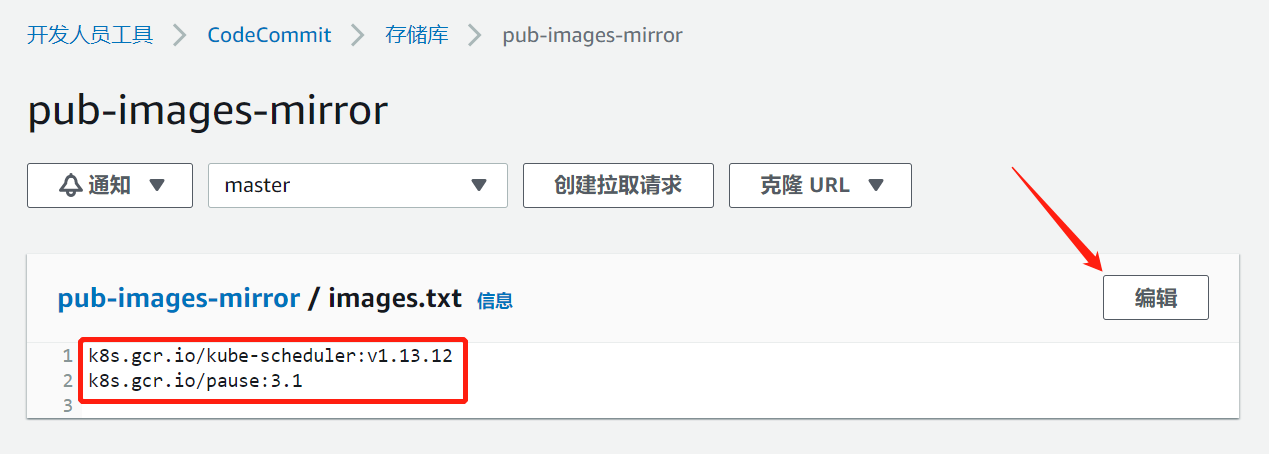 开发人员工具 > CodeCommit > 存储库 > pub-images-mirror
pub-images-mirror
通知 master 创建拉取请求 克隆 URL
pub-images-mirror / images.txt 信息 编辑
1 k8s.gcr.io/kube-scheduler:v1.13.12
2 k8s.gcr.io/pause:3.1
3